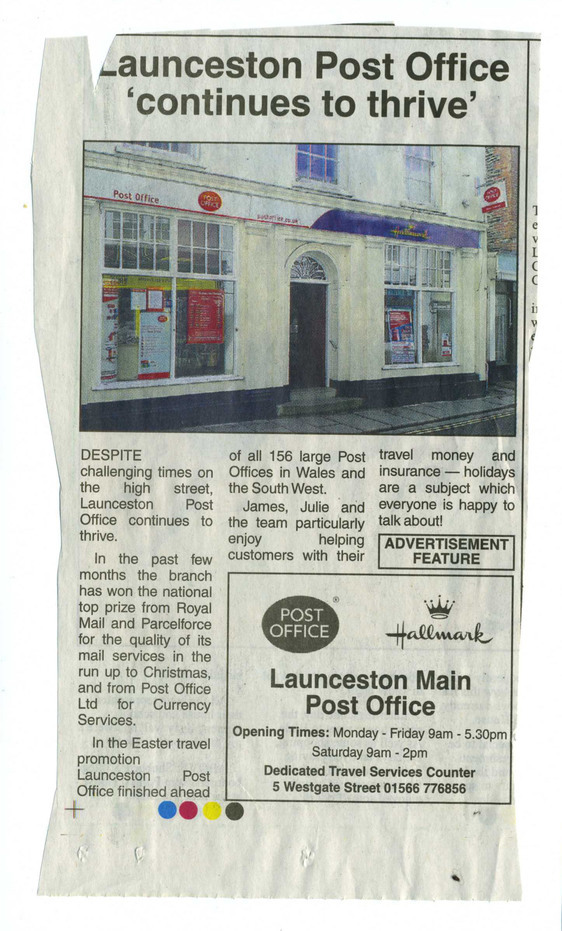 Launceston Post Office
‘continues to thrive’
Post Office
POST OFFICE
postoffice.co.uk
Hallmark
DESPITE
challenging times on
the high street,
Launceston Post
Office continues to
thrive.
In the past few
months the branch
has won the national
top prize from Royal
Mail and Parcelforce
for the quality of its
mail services in the
run up to Christmas,
and from Post Office
Ltd for Currency
Services.
In the Easter travel
promotion
Launceston Post
Office finished ahead
of all 156 large Post
Offices in Wales and
the South West.
James, Julie and
the team particularly
enjoy helping
customers with their
travel money and
insurance — holidays
are a subject which
everyone is happy to
talk about!
ADVERTISEMENT
FEATURE
POST
OFFICE ®
Hallmark
Launceston Main
Post Office
Opening Times: Monday - Friday 9am - 5.30pm
Saturday 9am - 2pm
Dedicated Travel Services Counter
5 Westgate Street 01566 776856